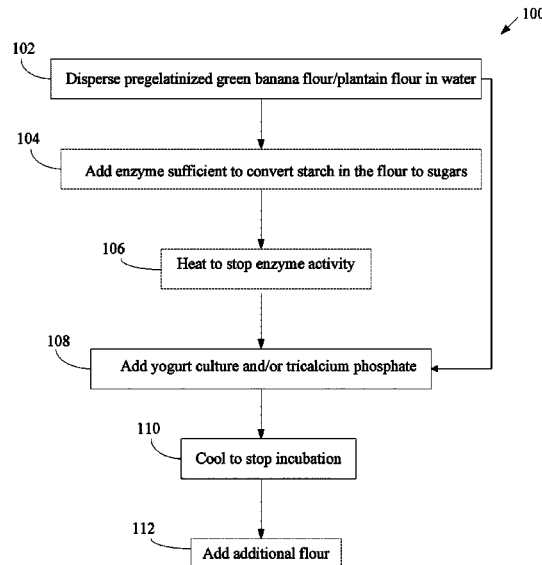 100
102
Disperse pregelatinized green banana flour/plantain flour in water
104
Add enzyme sufficient to convert starch in the flour to sugars
106
Heat to stop enzyme activity
108
Add yogurt culture and/or tricalcium phosphate
110
Cool to stop incubation
112
Add additional flour